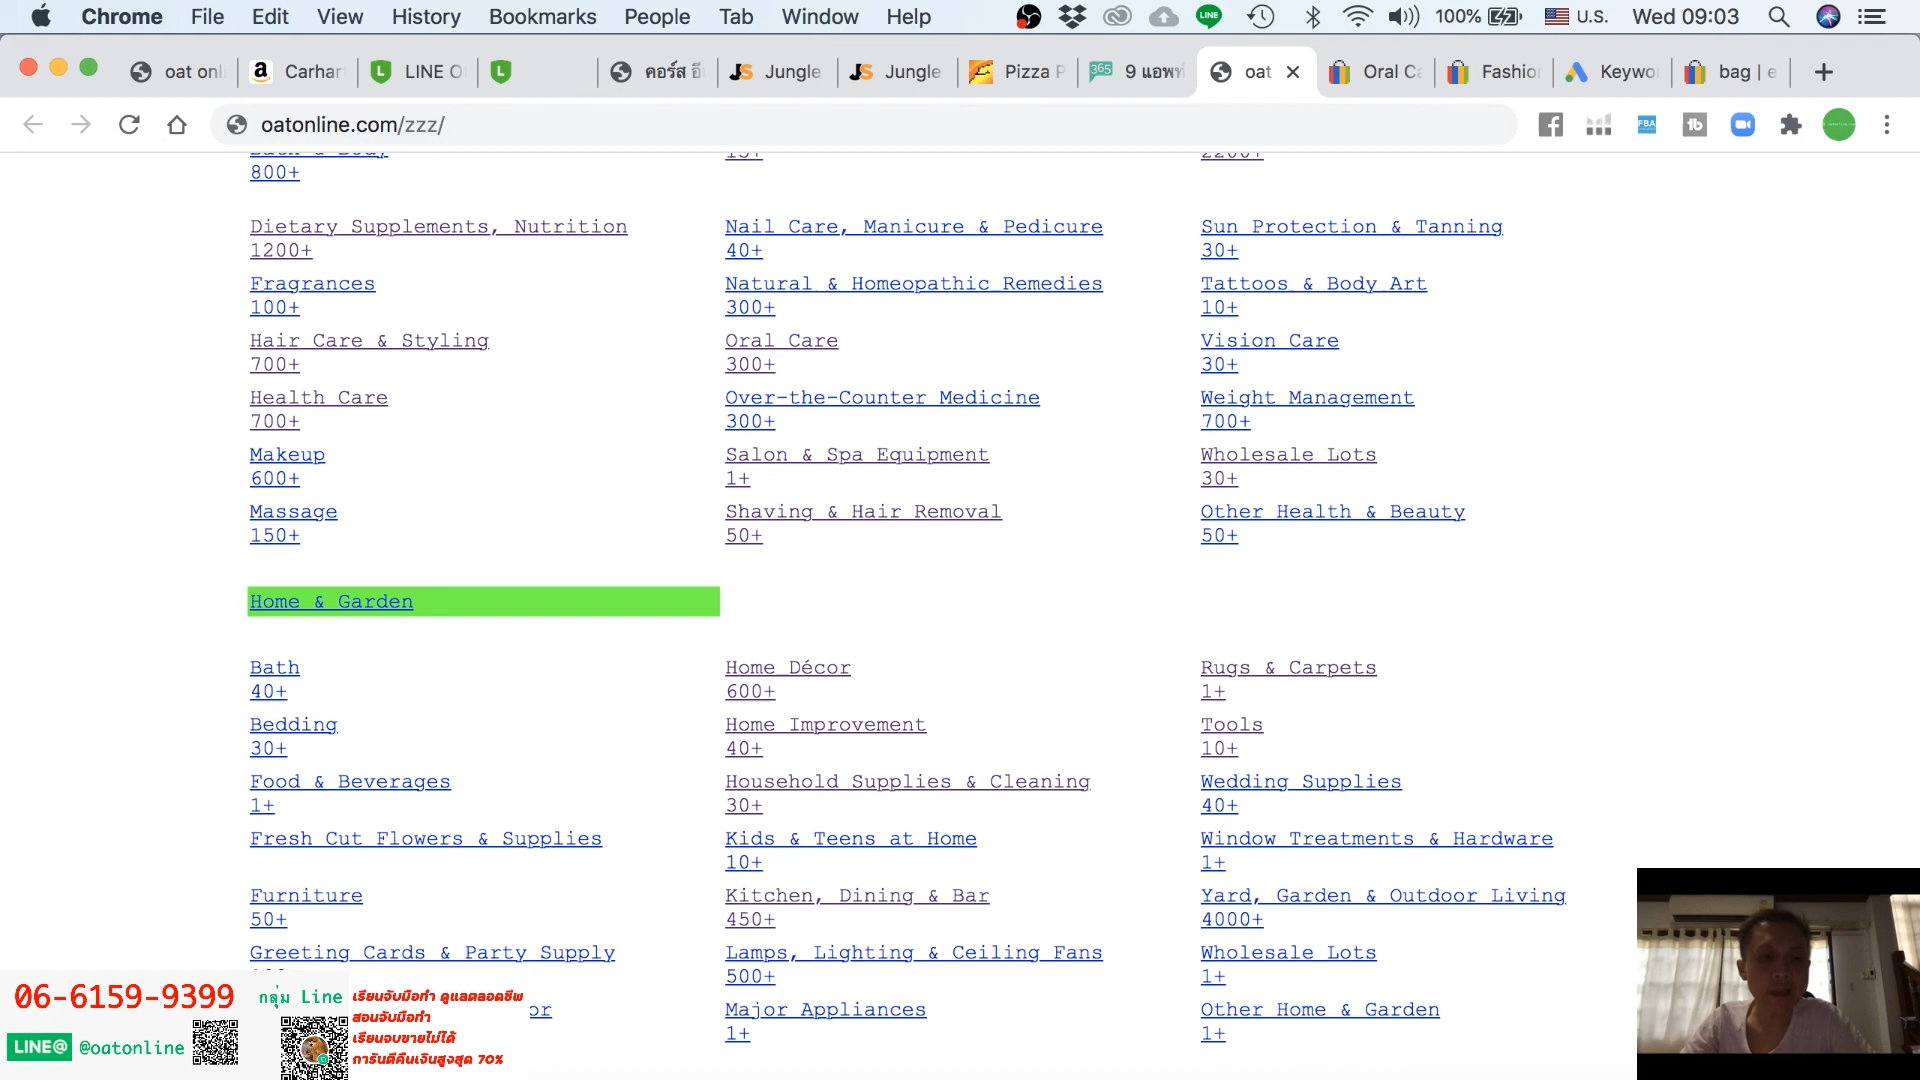 Chrome File Edit View History Bookmarks People Tab Window Help LINE 100% U.S. Wed 09:03
oat onl Carhar LINE O คอร์ส อี Jungle Jungle Pizza P 9 แอพท oat Oral Ca Fashio Keywo bag | e
oatonline.com/zzz/
800+ 15+ 2200+
Dietary Supplements, Nutrition
1200+
Nail Care, Manicure & Pedicure
40+
Sun Protection & Tanning
30+
Fragrances
100+
Natural & Homeopathic Remedies
300+
Tattoos & Body Art
10+
Hair Care & Styling
700+
Oral Care
300+
Vision Care
30+
Health Care
700+
Over-the-Counter Medicine
300+
Weight Management
700+
Makeup
600+
Salon & Spa Equipment
1+
Wholesale Lots
30+
Massage
150+
Shaving & Hair Removal
50+
Other Health & Beauty
50+
Home & Garden
Bath
40+
Home Décor
600+
Rugs & Carpets
1+
Bedding
30+
Home Improvement
40+
Tools
10+
Food & Beverages
1+
Household Supplies & Cleaning
30+
Wedding Supplies
40+
Fresh Cut Flowers & Supplies
Kids & Teens at Home
10+
Window Treatments & Hardware
1+
Furniture
50+
Kitchen, Dining & Bar
450+
Yard, Garden & Outdoor Living
4000+
Greeting Cards & Party Supply
Lamps, Lighting & Ceiling Fans
500+
Wholesale Lots
1+
or
Major Appliances
1+
Other Home & Garden
1+
06-6159-9399
กลุ่ม Line
LINE@ @oatonline
เรียนจับมือทำ ดูแลตลอดชีพ
สอนจับมือทำ
เรียนจบขายไม่ได้
การันตีคืนเงินสูงสุด 70%